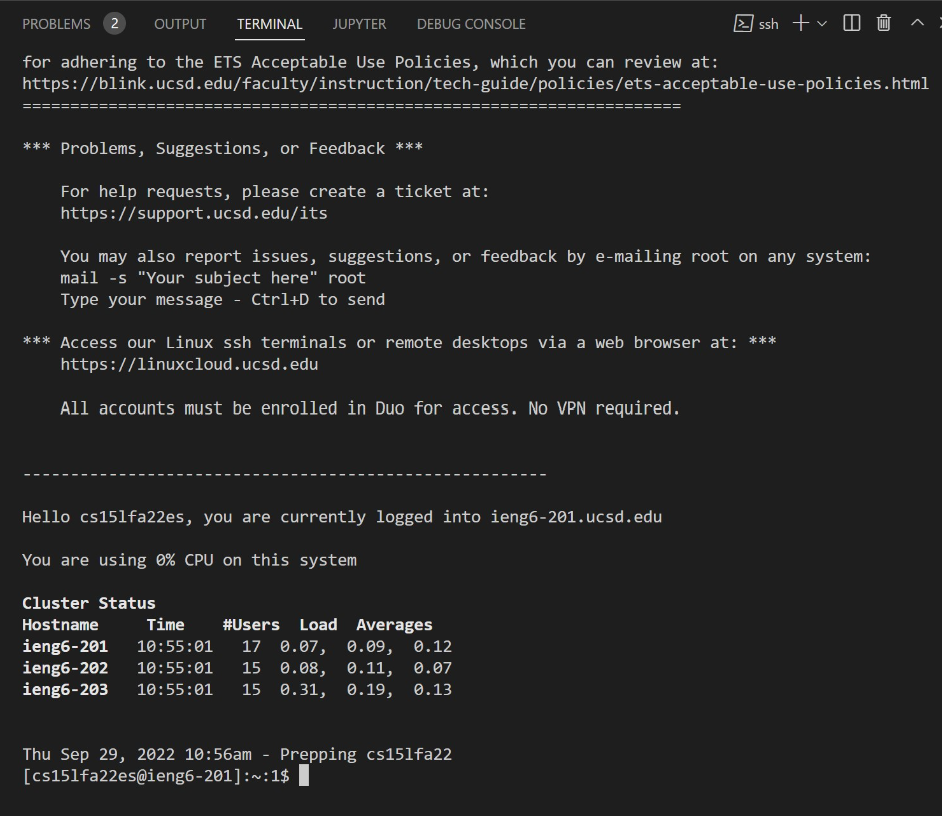 PROBLEMS 2 OUTPUT TERMINAL JUPYTER DEBUG CONSOLE ssh
for adhering to the ETS Acceptable Use Policies, which you can review at:
https://blink.ucsd.edu/faculty/instruction/tech-guide/policies/ets-acceptable-use-policies.html
=====================================================================
*** Problems, Suggestions, or Feedback ***
For help requests, please create a ticket at:
https://support.ucsd.edu/its
You may also report issues, suggestions, or feedback by e-mailing root on any system:
mail -s "Your subject here" root
Type your message - Ctrl+D to send
*** Access our Linux ssh terminals or remote desktops via a web browser at: ***
https://linuxcloud.ucsd.edu
All accounts must be enrolled in Duo for access. No VPN required.
-------------------------------------------------------
Hello cs15lfa22es, you are currently logged into ieng6-201.ucsd.edu
You are using 0% CPU on this system
Cluster Status
Hostname     Time    #Users  Load  Averages
ieng6-201   10:55:01   17  0.07,  0.09,  0.12
ieng6-202   10:55:01   15  0.08,  0.11,  0.07
ieng6-203   10:55:01   15  0.31,  0.19,  0.13
Thu Sep 29, 2022 10:56am - Prepping cs15lfa22
[cs15lfa22es@ieng6-201]:~:1$